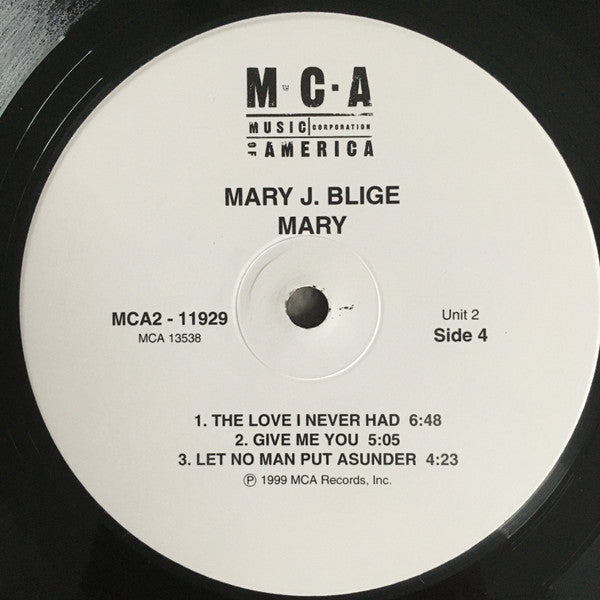 M·C·A
MUSIC CORPORATION
OF AMERICA
MARY J. BLIGE
MARY
MCA2 - 11929
MCA 13538
Unit 2
Side 4
1. THE LOVE I NEVER HAD 6:48
2. GIVE ME YOU 5:05
3. LET NO MAN PUT ASUNDER 4:23
℗ 1999 MCA Records, Inc.